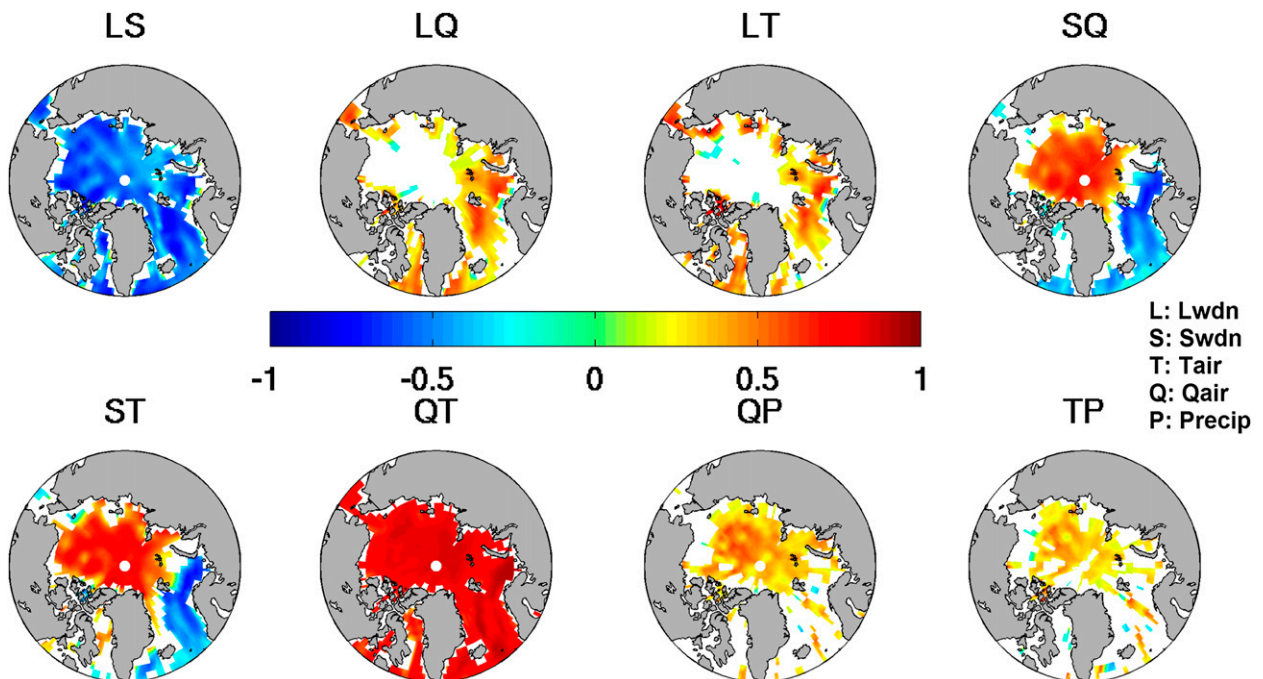 LS
LQ
LT
SQ
-1
-0.5
0
0.5
1
L: Lwdn
S: Swdn
T: Tair
Q: Qair
P: Precip
ST
QT
QP
TP